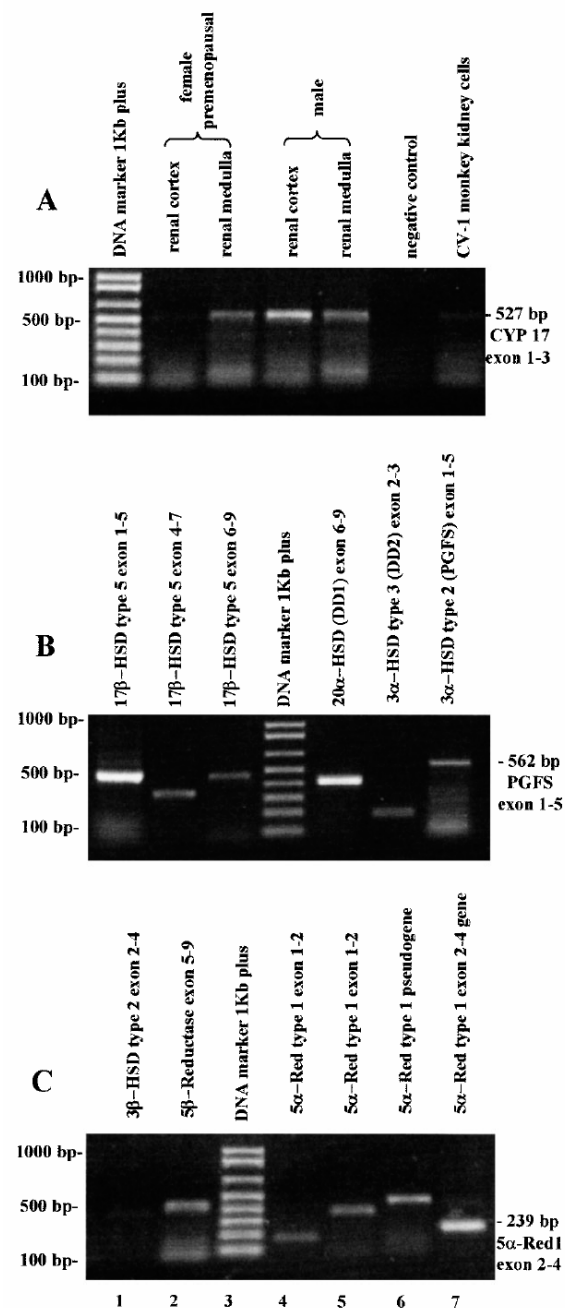 A
DNA marker 1Kb plus
female
premenopausal
renal cortex
renal medulla
male
renal cortex
renal medulla
negative control
CV-1 monkey kidney cells
1000 bp-
500 bp-
100 bp-
- 527 bp
CYP 17
exon 1-3
B
17β–HSD type 5 exon 1-5
17β–HSD type 5 exon 4-7
17β–HSD type 5 exon 6-9
DNA marker 1Kb plus
20α–HSD (DD1) exon 6-9
3α–HSD type 3 (DD2) exon 2-3
3α–HSD type 2 (PGFS) exon 1-5
1000 bp-
500 bp-
100 bp-
- 562 bp
PGFS
exon 1-5
C
3β–HSD type 2 exon 2-4
5β–Reductase exon 5-9
DNA marker 1Kb plus
5α–Red type 1 exon 1-2
5α–Red type 1 exon 1-2
5α–Red type 1 pseudogene
5α–Red type 1 exon 2-4 gene
1000 bp-
500 bp-
100 bp-
- 239 bp
5α-Red1
exon 2-4
1 2 3 4 5 6 7